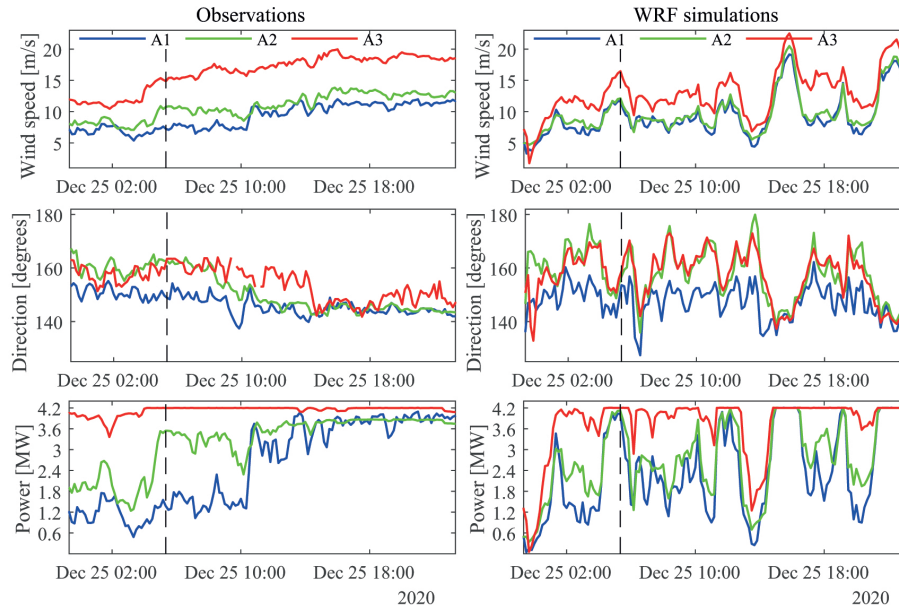 Observations
WRF simulations
A1 A2 A3
A1 A2 A3
Wind speed [m/s]
20
15
10
5
Dec 25 02:00 Dec 25 10:00 Dec 25 18:00
Wind speed [m/s]
20
15
10
5
Dec 25 02:00 Dec 25 10:00 Dec 25 18:00
Direction [degrees]
180
160
140
Dec 25 02:00 Dec 25 10:00 Dec 25 18:00
Direction [degrees]
180
160
140
Dec 25 02:00 Dec 25 10:00 Dec 25 18:00
Power [MW]
4.2
3.6
3
2.4
1.8
1.2
0.6
Dec 25 02:00 Dec 25 10:00 Dec 25 18:00
2020
Power [MW]
4.2
3.6
3
2.4
1.8
1.2
0.6
Dec 25 02:00 Dec 25 10:00 Dec 25 18:00
2020